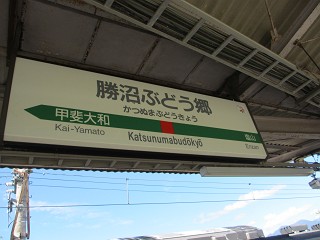 勝沼ぶどう郷
かつぬまぶどうきょう
甲斐大和
Kai-Yamato
Katsunumabudōkyō
塩山
Enzan